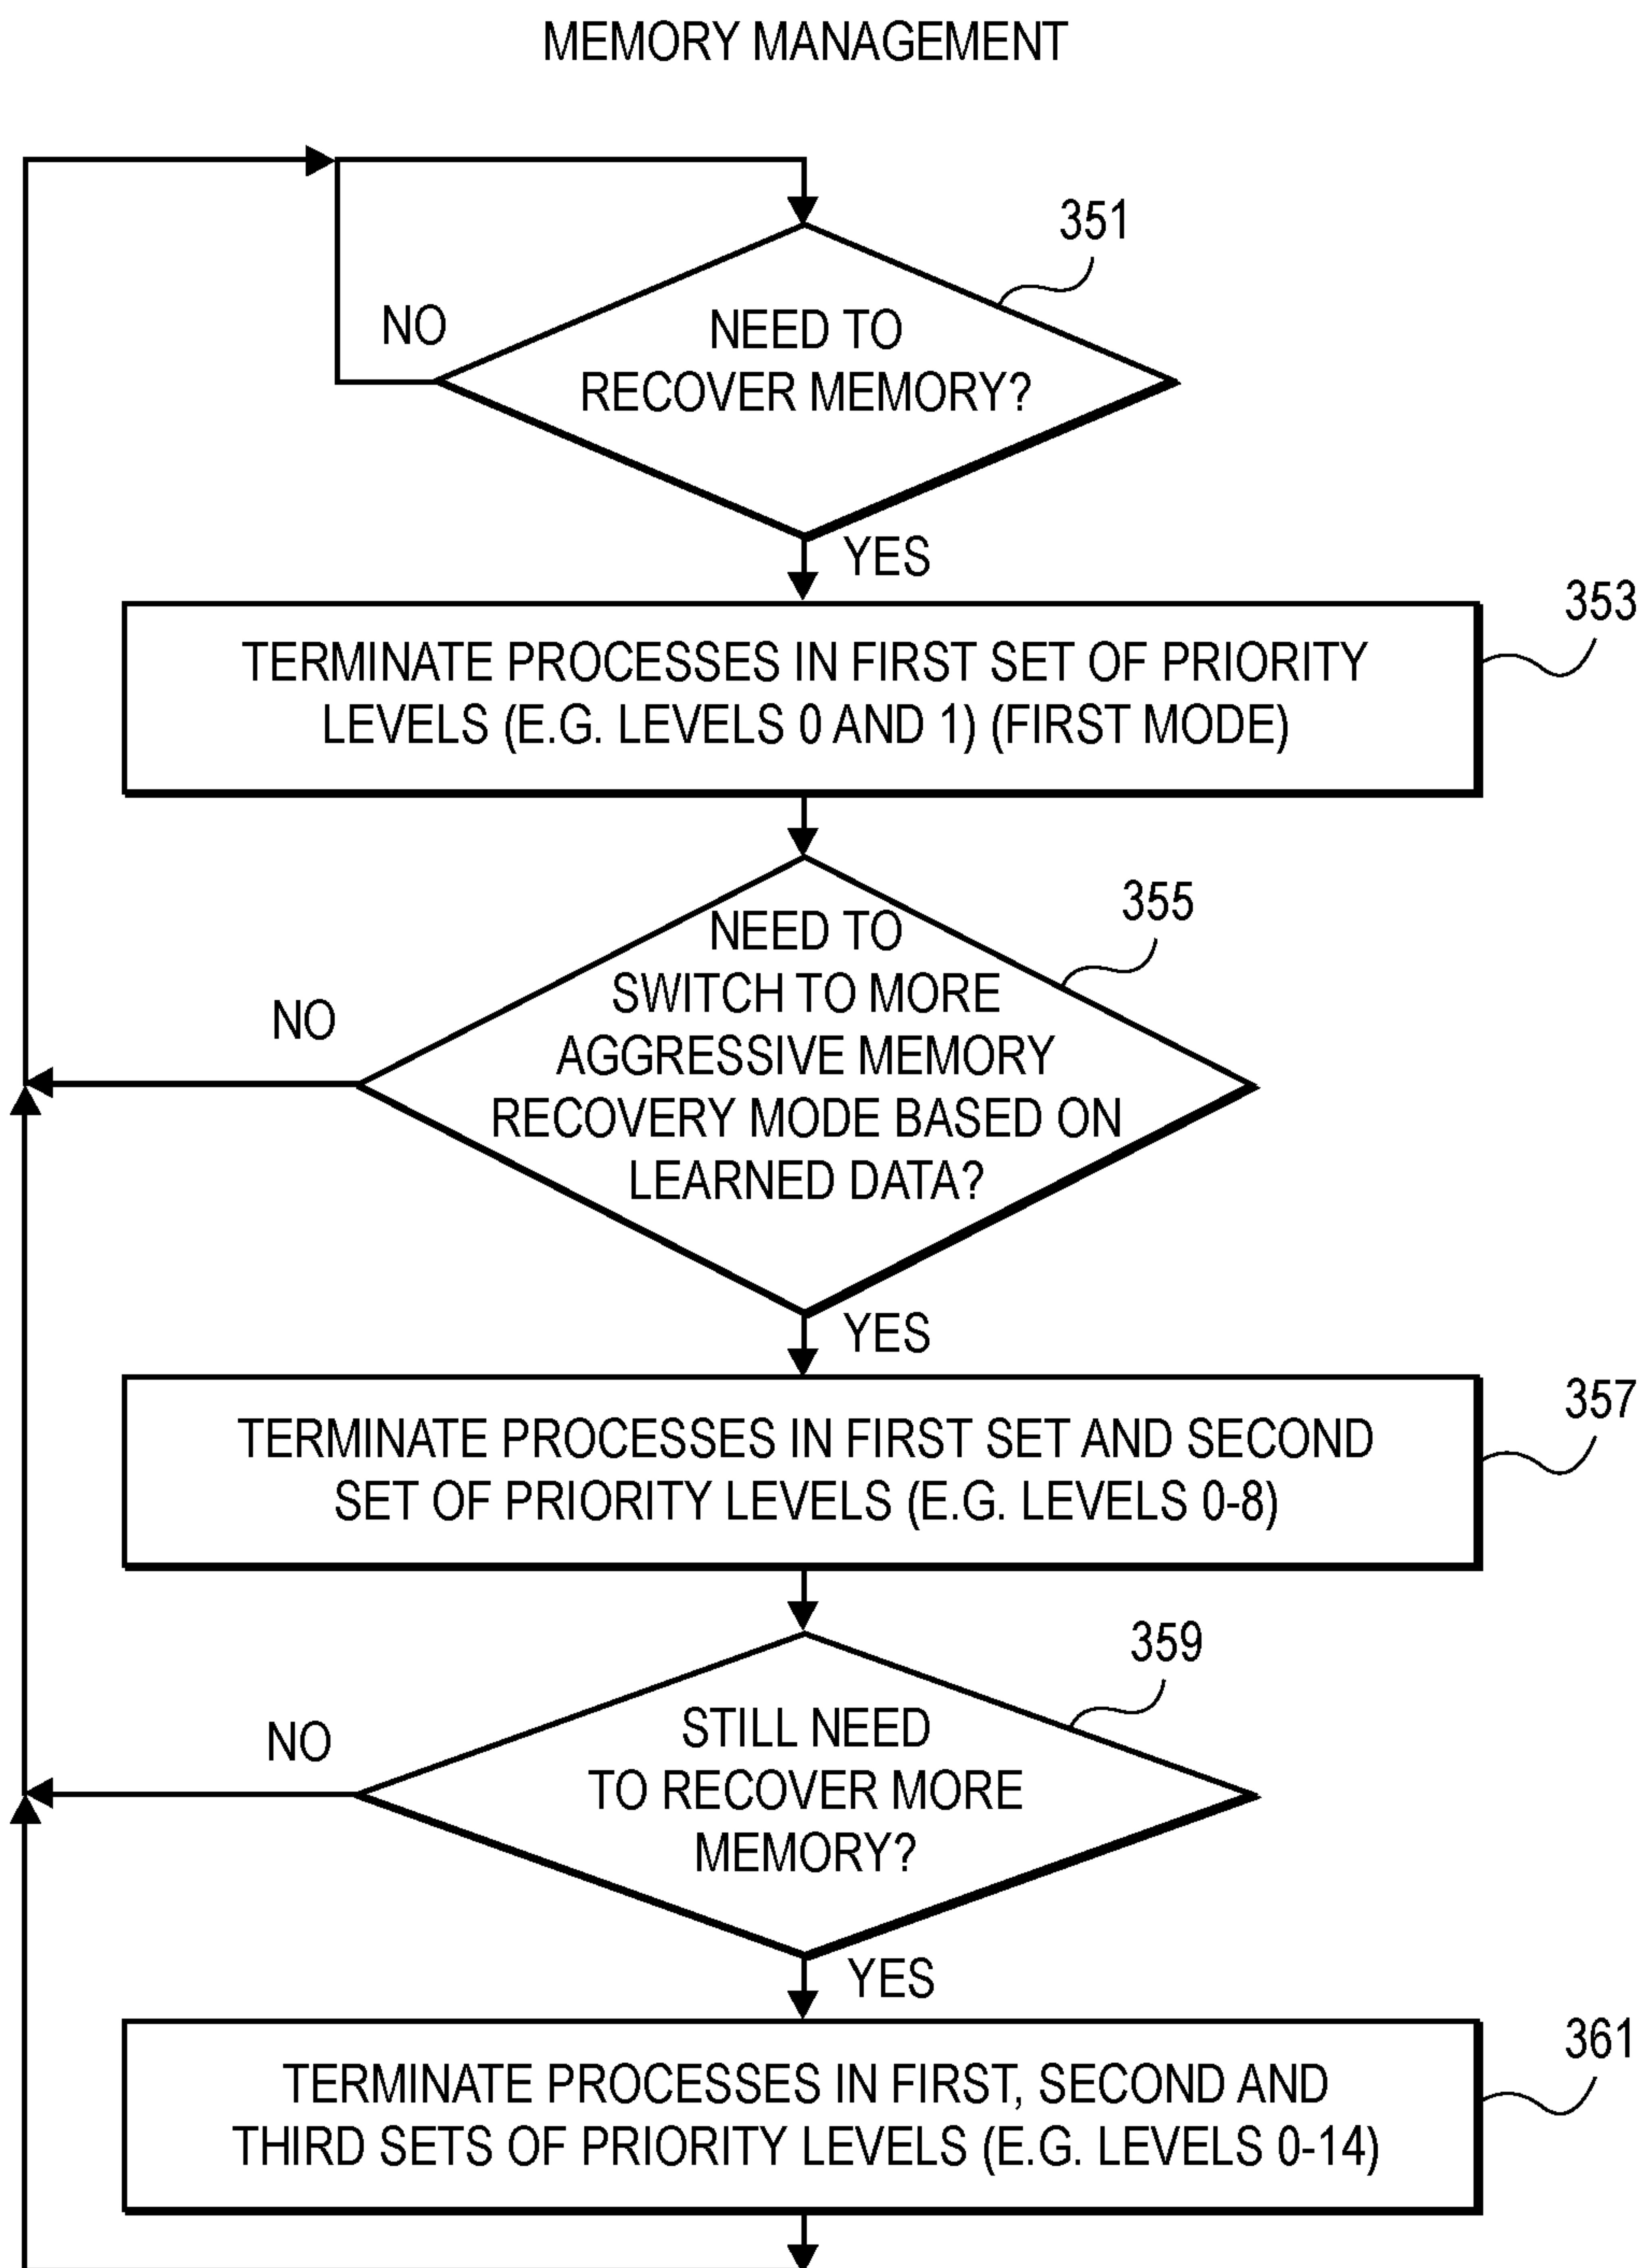 MEMORY MANAGEMENT
351
NO
NEED TO
RECOVER MEMORY?
YES
353
TERMINATE PROCESSES IN FIRST SET OF PRIORITY
LEVELS (E.G. LEVELS 0 AND 1) (FIRST MODE)
355
NEED TO
SWITCH TO MORE
NO
AGGRESSIVE MEMORY
RECOVERY MODE BASED ON
LEARNED DATA?
YES
357
TERMINATE PROCESSES IN FIRST SET AND SECOND
SET OF PRIORITY LEVELS (E.G. LEVELS 0-8)
359
STILL NEED
NO
TO RECOVER MORE
MEMORY?
YES
361
TERMINATE PROCESSES IN FIRST, SECOND AND
THIRD SETS OF PRIORITY LEVELS (E.G. LEVELS 0-14)